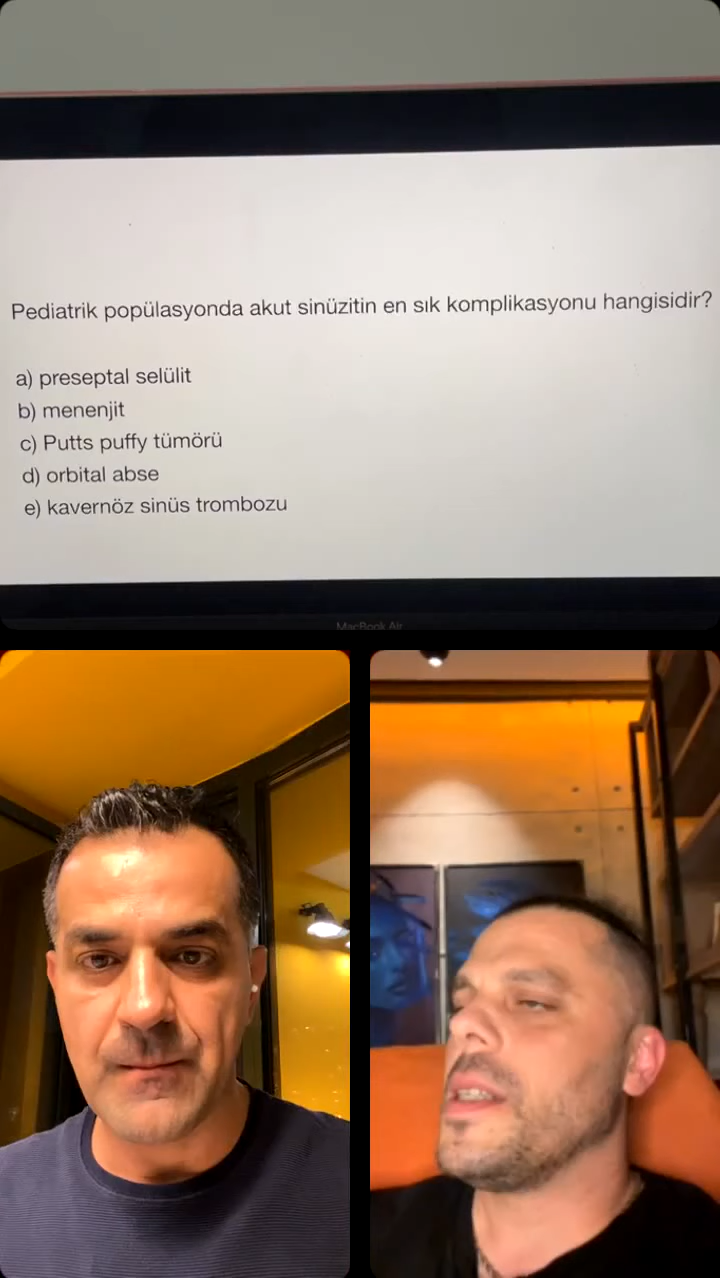 Pediatrik popülasyonda akut sinüzitin en sık komplikasyonu hangisidir?
a) preseptal selülit
b) menenjit
c) Putts puffy tümörü
d) orbital abse
e) kavernöz sinüs trombozu
MacBook Air